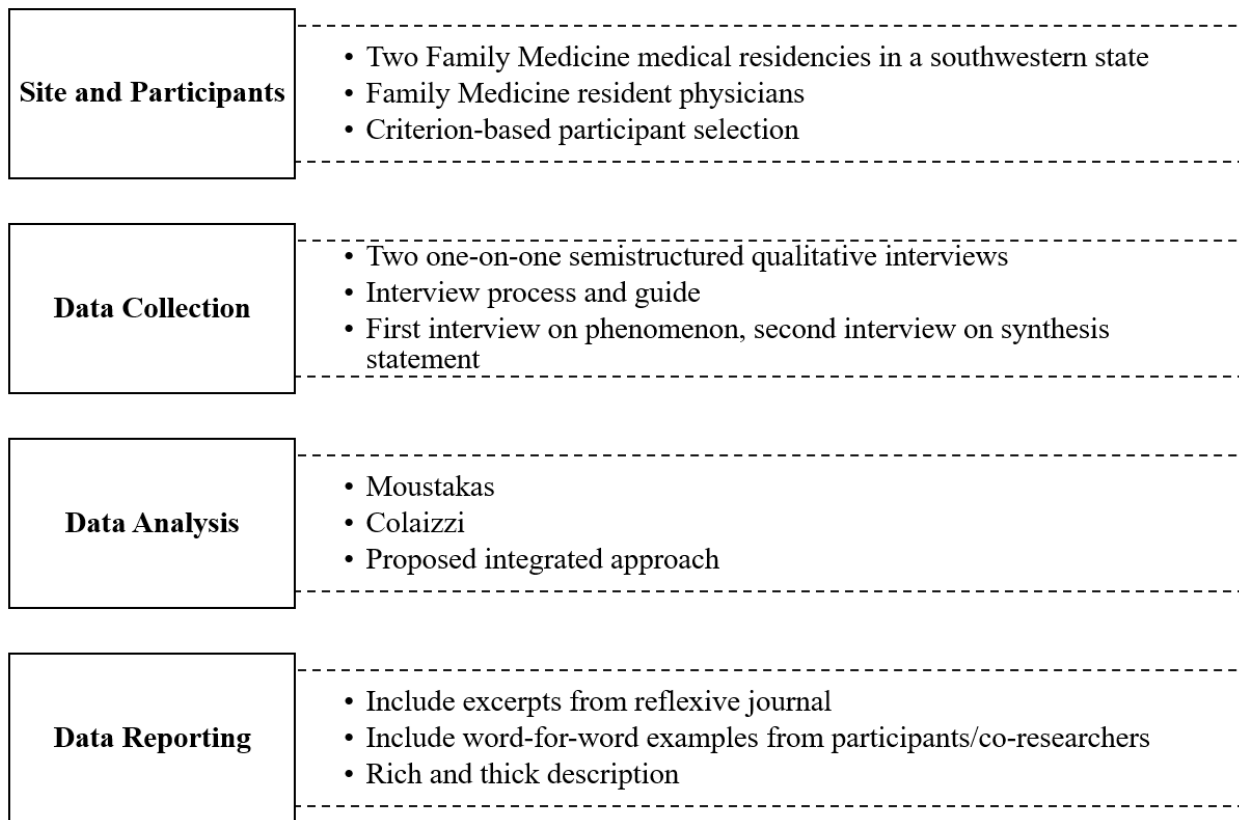 Site and Participants
• Two Family Medicine medical residencies in a southwestern state
• Family Medicine resident physicians
• Criterion-based participant selection
Data Collection
• Two one-on-one semistructured qualitative interviews
• Interview process and guide
• First interview on phenomenon, second interview on synthesis
statement
Data Analysis
• Moustakas
• Colaizzi
• Proposed integrated approach
Data Reporting
• Include excerpts from reflexive journal
• Include word-for-word examples from participants/co-researchers
• Rich and thick description